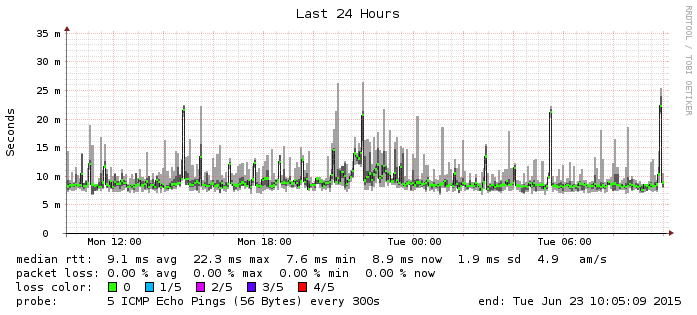 Last 24 Hours
RRDTOOL / TOBI OETIKER
Seconds
35 m
30 m
25 m
20 m
15 m
10 m
5 m
0
Mon 12:00 Mon 18:00 Tue 00:00 Tue 06:00
median rtt: 9.1 ms avg 22.3 ms max 7.6 ms min 8.9 ms now 1.9 ms sd 4.9 am/s
packet loss: 0.00 % avg 0.00 % max 0.00 % min 0.00 % now
loss color: 0 1/5 2/5 3/5 4/5
probe: 5 ICMP Echo Pings (56 Bytes) every 300s end: Tue Jun 23 10:05:09 2015